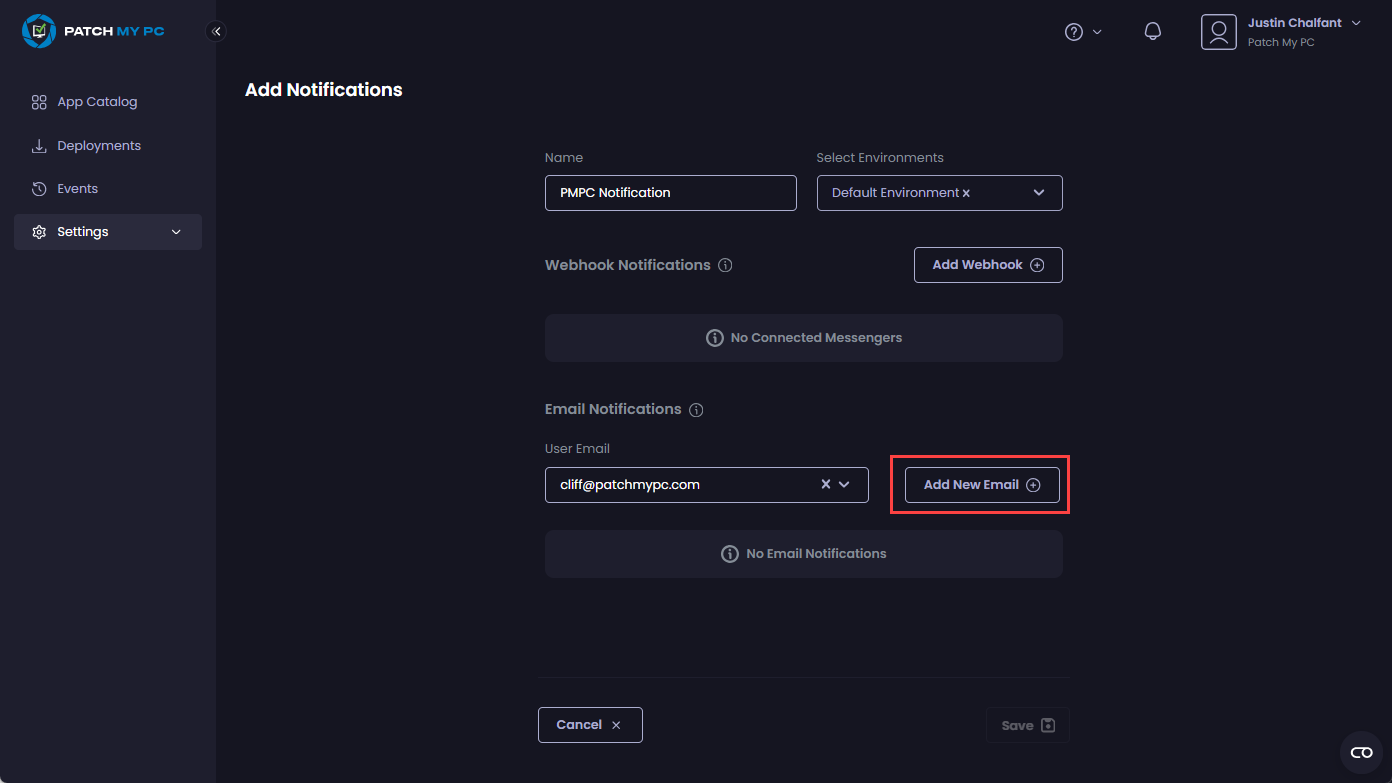 PATCH MY PC
Justin Chalfant
Patch My PC
App Catalog
Deployments
Events
Settings
Add Notifications
Name
Select Environments
PMPC Notification
Default Environment
Webhook Notifications
Add Webhook
No Connected Messengers
Email Notifications
User Email
cliff@patchmypc.com
Add New Email
No Email Notifications
Cancel
Save